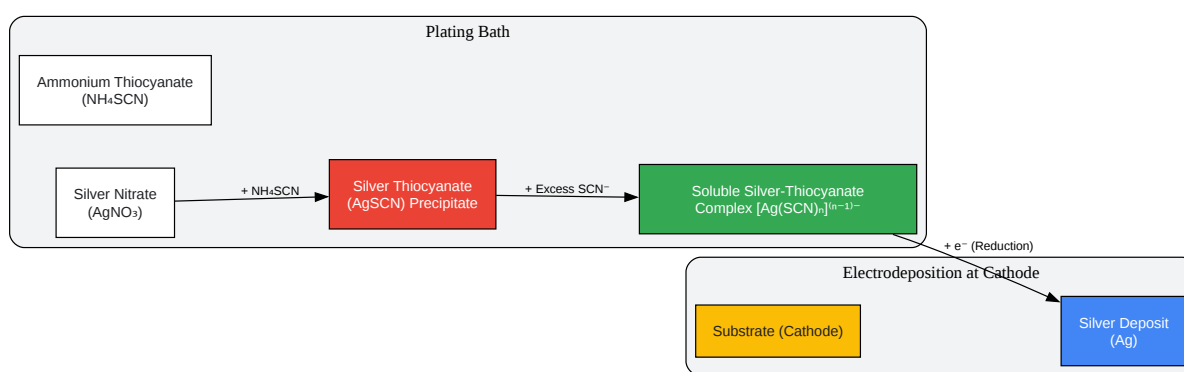 Plating Bath
Ammonium Thiocyanate
(NH₄SCN)
Silver Nitrate
(AgNO₃)
+ NH₄SCN
Silver Thiocyanate
(AgSCN) Precipitate
+ Excess SCN⁻
Soluble Silver-Thiocyanate
Complex [Ag(SCN)ₙ]⁽ⁿ⁻¹⁾⁻
+ e⁻ (Reduction)
Electrodeposition at Cathode
Substrate (Cathode)
Silver Deposit
(Ag)